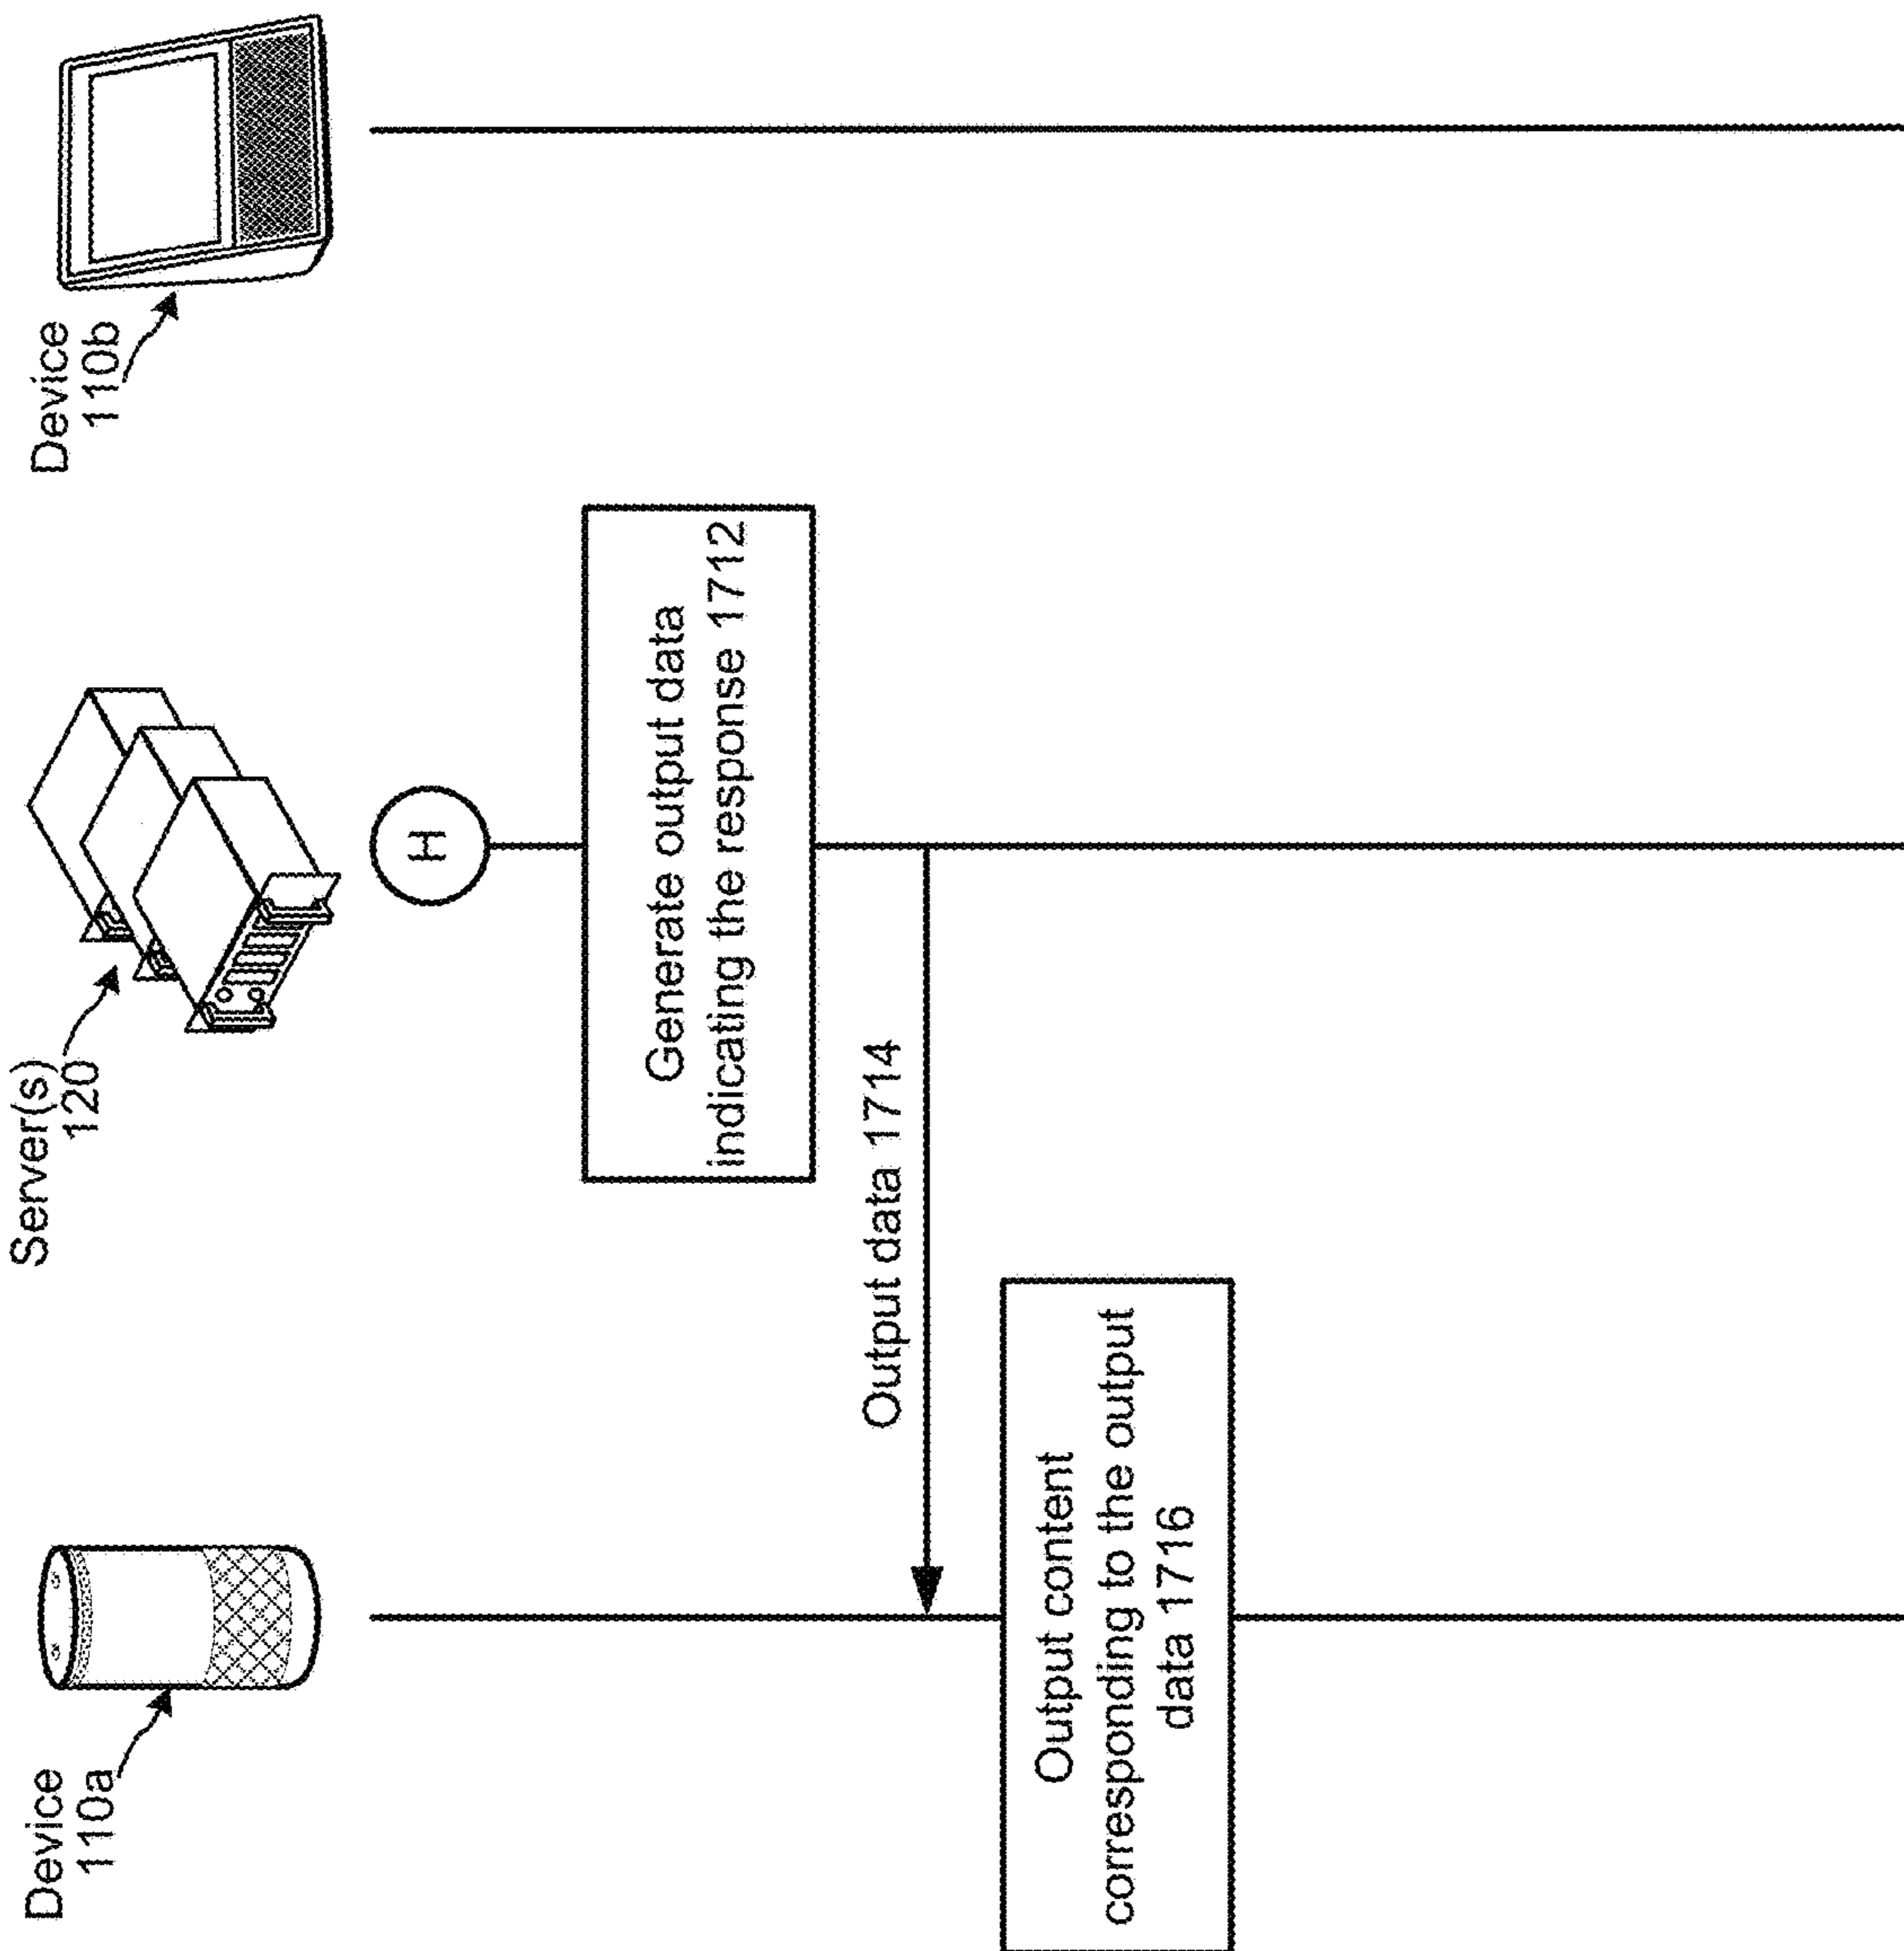 Device
110a
Server(s)
120
Device
110b
H
Generate output data
indicating the response 1712
Output data 1714
Output content
corresponding to the output
data 1716